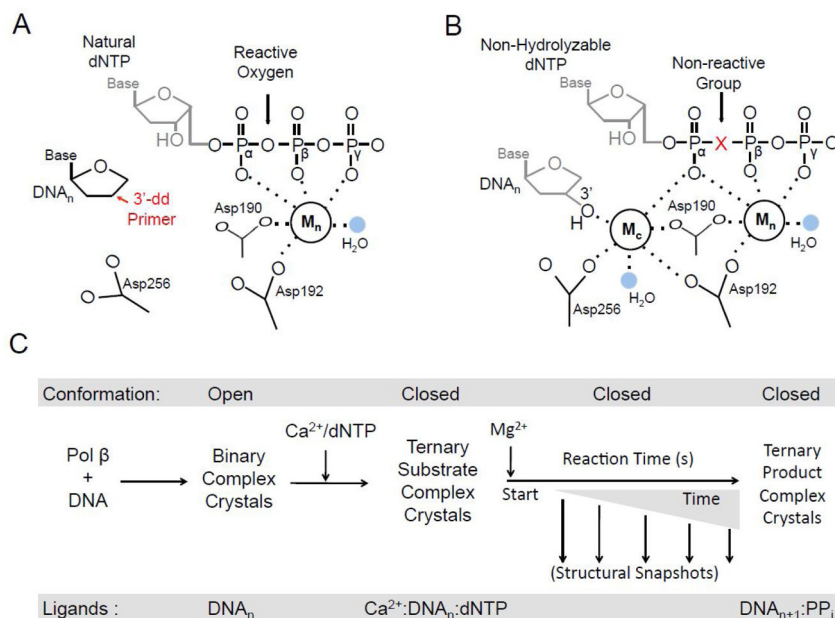 A
Natural
dNTP
Reactive
Oxygen
Base
O
O O O
HO
O P O P O P O
α β γ
O O O
Base
O
DNAn
3'-dd
Primer
Asp190
O
O
Mn
H2O
O
O
Asp256
O
O
Asp192
B
Non-Hydrolyzable
dNTP
Non-reactive
Group
Base
O
O O O
HO
O P X P O P O
α β γ
O O O
Base
O
DNAn
3'
O
H
Asp190
O
O
Mc
Mn
H2O
O
O
Asp256
H2O
O
O
Asp192
C
Conformation: Open Closed Closed Closed
Pol β
+
DNA
Binary
Complex
Crystals
Ca2+/dNTP
Ternary
Substrate
Complex
Crystals
Mg2+
Start
Reaction Time (s)
Time
(Structural Snapshots)
Ternary
Product
Complex
Crystals
Ligands : DNAn Ca2+:DNAn:dNTP DNAn+1:PPi